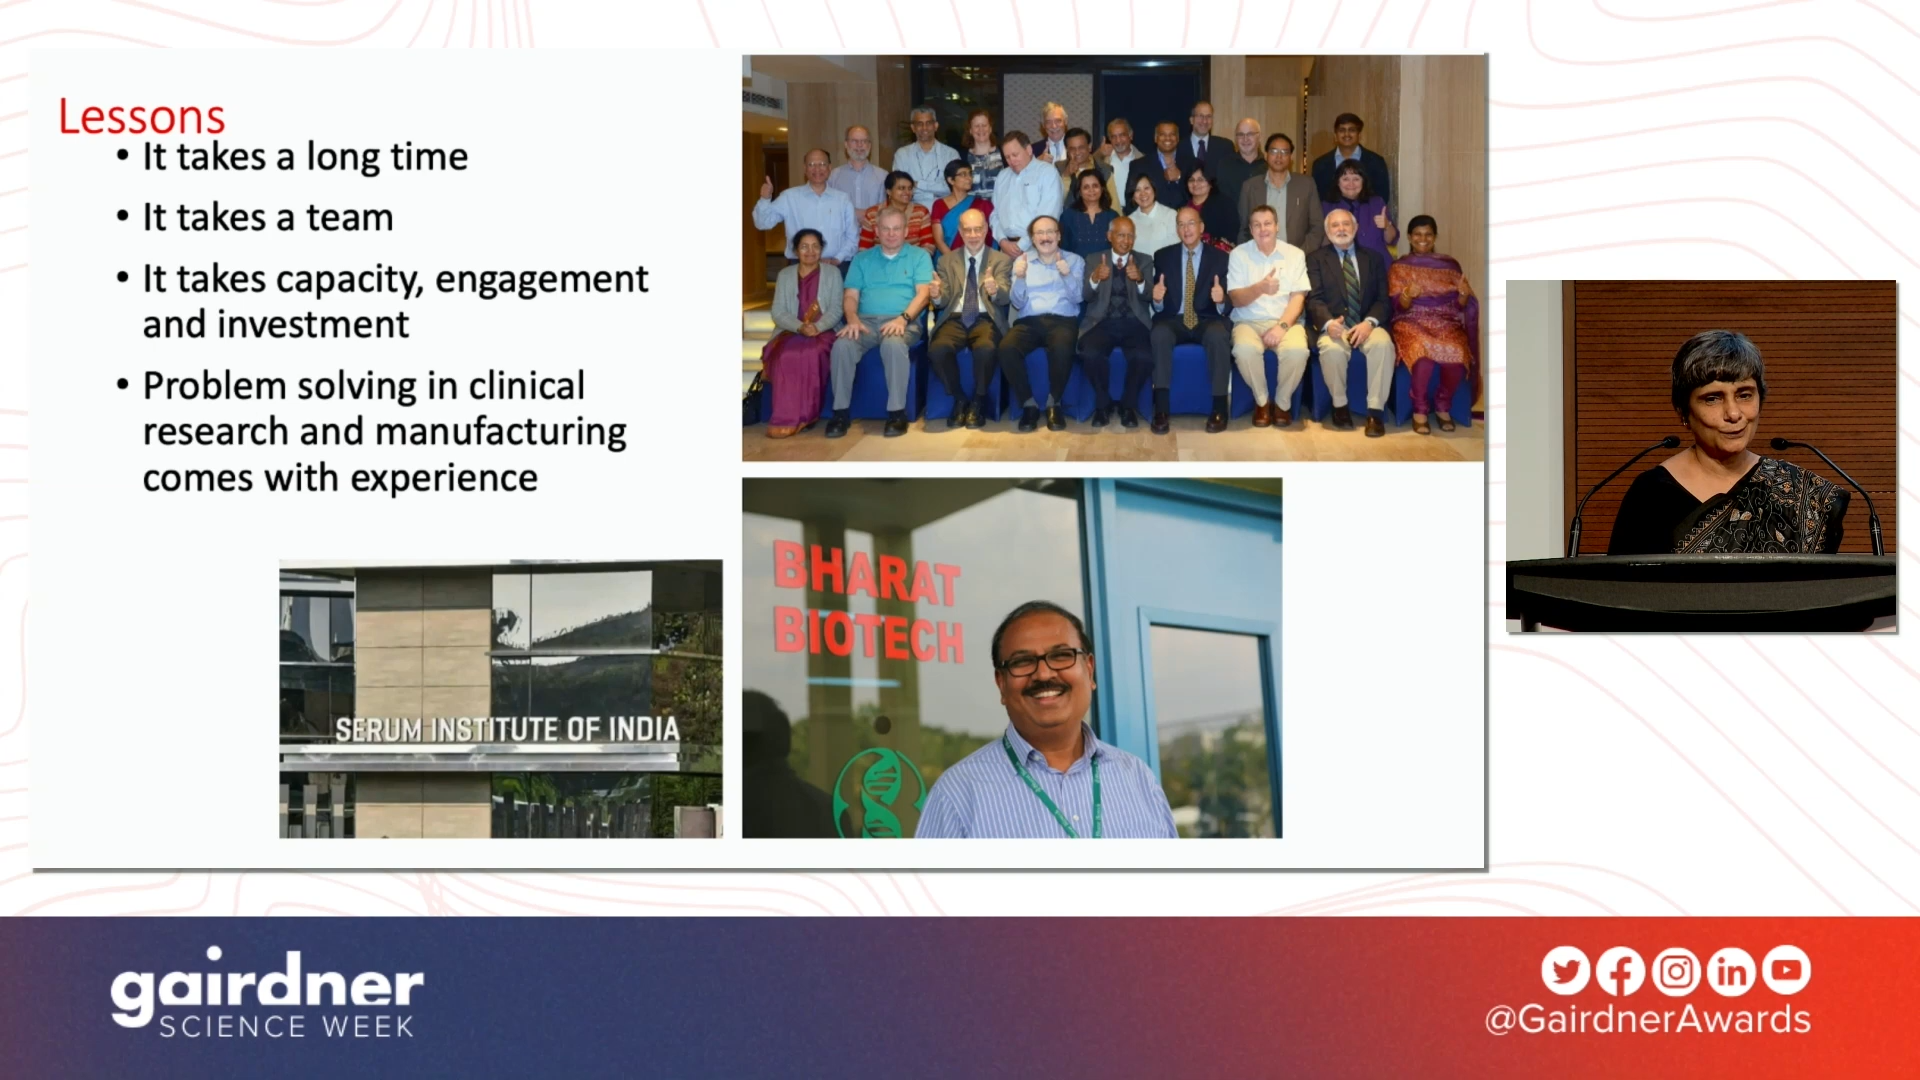 Lessons
• It takes a long time
• It takes a team
• It takes capacity, engagement
and investment
• Problem solving in clinical
research and manufacturing
comes with experience
SERUM INSTITUTE OF INDIA
BHARAT
BIOTECH
gairdner
SCIENCE WEEK
@GairdnerAwards